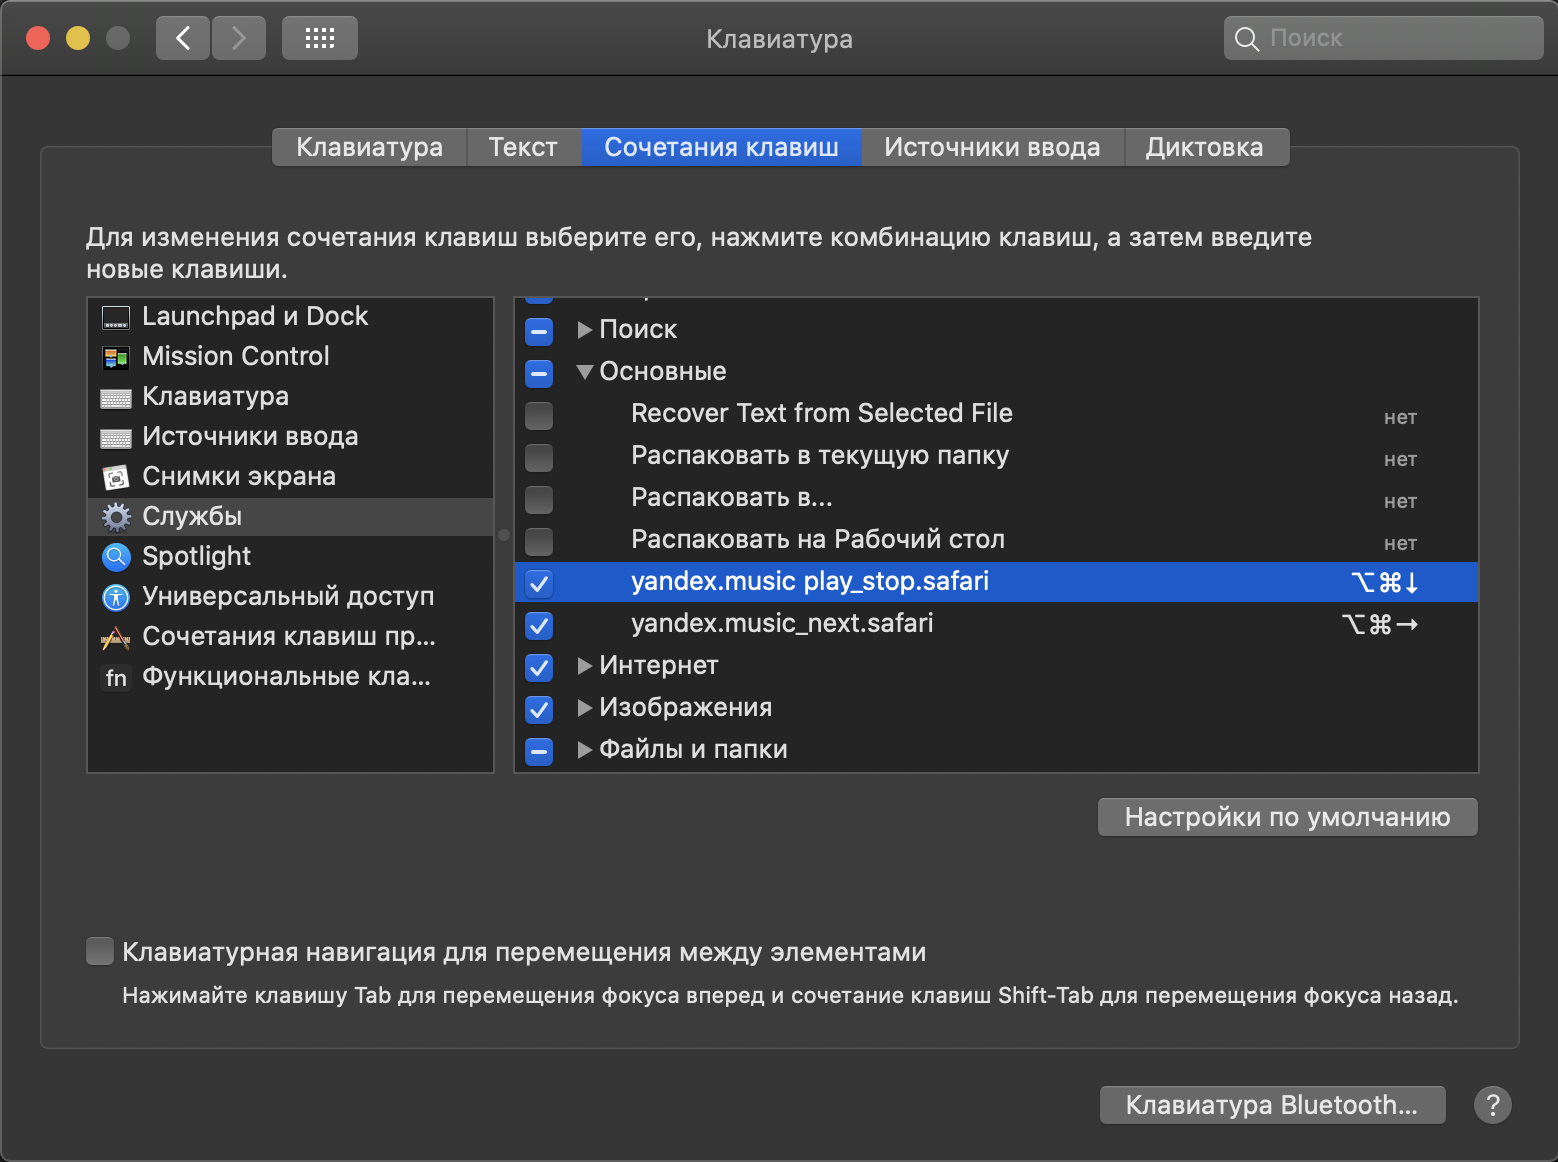 Клавиатура
Поиск
Клавиатура
Текст
Сочетания клавиш
Источники ввода
Диктовка
Для изменения сочетания клавиш выберите его, нажмите комбинацию клавиш, а затем введите
новые клавиши.
Launchpad и Dock
Mission Control
Клавиатура
Источники ввода
Снимки экрана
Службы
Spotlight
Универсальный доступ
Сочетания клавиш пр...
fn Функциональные кла...
Поиск
Основные
Recover Text from Selected File нет
Распаковать в текущую папку нет
Распаковать в... нет
Распаковать на Рабочий стол нет
yandex.music play_stop.safari ⌥⌘↓
yandex.music_next.safari ⌥⌘→
Интернет
Изображения
Файлы и папки
Настройки по умолчанию
Клавиатурная навигация для перемещения между элементами
Нажимайте клавишу Tab для перемещения фокуса вперед и сочетание клавиш Shift-Tab для перемещения фокуса назад.
Клавиатура Bluetooth...
?